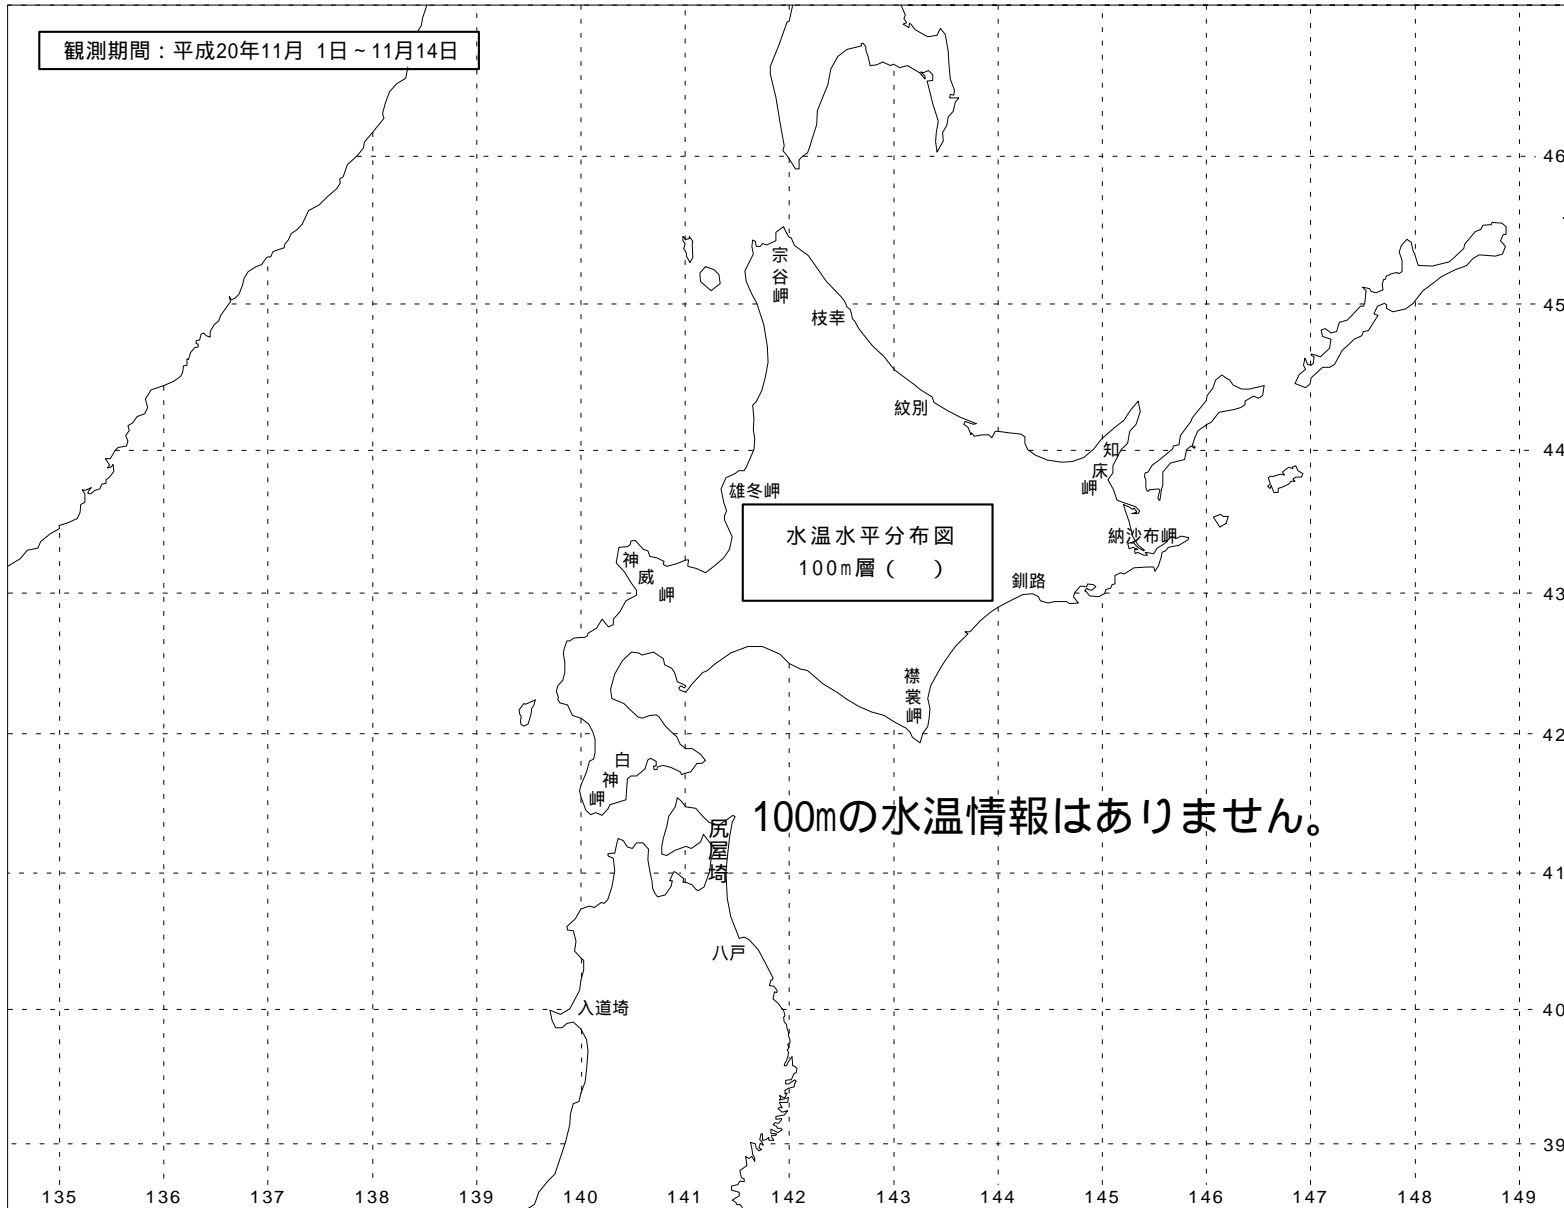 観測期間：平成20年11月 1日～11月14日
46
宗谷岬
45
枝幸
紋別
44
知床岬
雄冬岬
水温水平分布図
100m層（　）
納沙布岬
神威岬
釧路
43
襟裳岬
42
白神岬
100mの水温情報はありません。
尻屋埼
41
八戸
入道埼
40
39
135 136 137 138 139 140 141 142 143 144 145 146 147 148 149